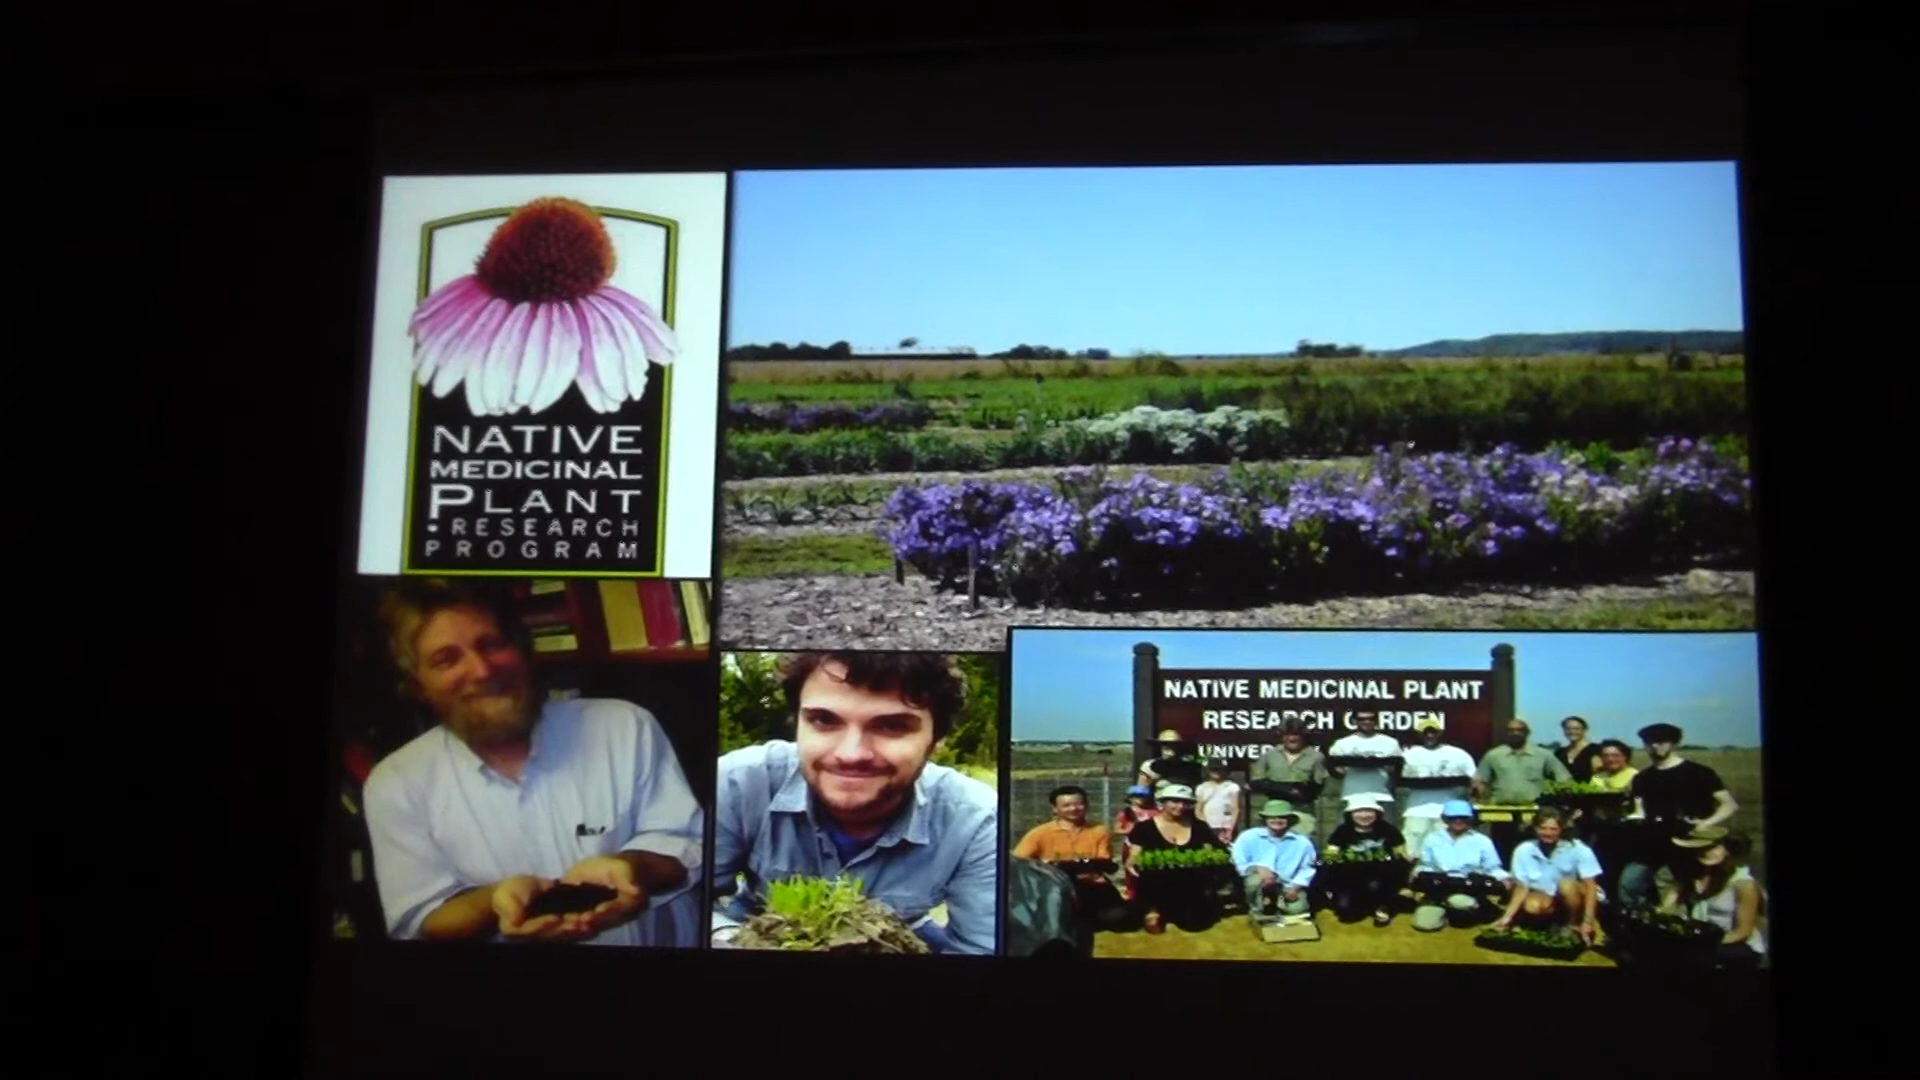 NATIVE
MEDICINAL
PLANT
RESEARCH
PROGRAM
NATIVE MEDICINAL PLANT
RESEARCH GARDEN